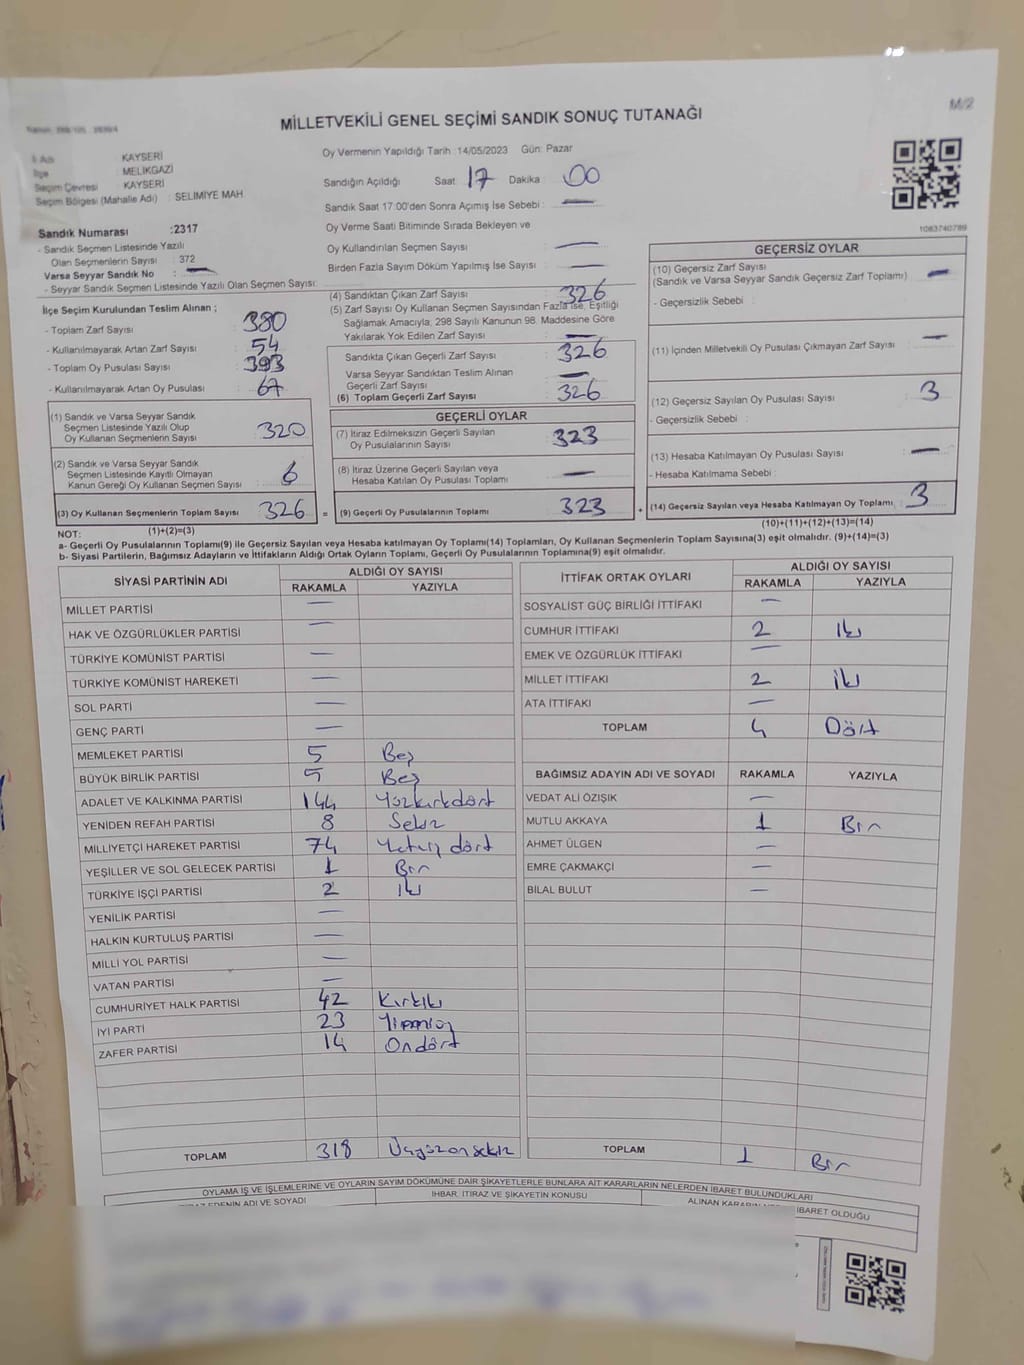 M/2
MİLLETVEKİLİ GENEL SEÇİMİ SANDIK SONUÇ TUTANAĞI
İl Adı : KAYSERİ
İlçe : MELİKGAZİ
Seçim Çevresi : KAYSERİ
Seçim Bölgesi (Mahalle Adı) : SELIMIYE MAH.
Sandık Numarası :2317
- Sandık Seçmen Listesinde Yazılı
Olan Seçmenlerin Sayısı : 372
Varsa Seyyar Sandık No : —
- Seyyar Sandık Seçmen Listesinde Yazılı Olan Seçmen Sayısı:
Oy Vermenin Yapıldığı Tarih :14/05/2023 Gün: Pazar
Sandığın Açıldığı Saat: 17 Dakika : 00
Sandık Saat 17:00'den Sonra Açımış İse Sebebi : —
Oy Verme Saati Bitiminde Sırada Bekleyen ve
Oy Kullandırılan Seçmen Sayısı : —
Birden Fazla Sayım Döküm Yapılmış İse Sayısı : —
1083740789
İlçe Seçim Kurulundan Teslim Alınan ;
- Toplam Zarf Sayısı : 380
- Kullanılmayarak Artan Zarf Sayısı : 54
- Toplam Oy Pusulası Sayısı : 393
- Kullanılmayarak Artan Oy Pusulası : 67
(1) Sandık ve Varsa Seyyar Sandık
Seçmen Listesinde Yazılı Olup
Oy Kullanan Seçmenlerin Sayısı : 320
(2) Sandık ve Varsa Seyyar Sandık
Seçmen Listesinde Kayıtlı Olmayan
Kanun Gereği Oy Kullanan Seçmen Sayısı : 6
(3) Oy Kullanan Seçmenlerin Toplam Sayısı 326 =
(4) Sandıktan Çıkan Zarf Sayısı : 326
(5) Zarf Sayısı Oy Kullanan Seçmen Sayısından Fazla ise, Eşitliği
Sağlamak Amacıyla, 298 Sayılı Kanunun 98. Maddesine Göre
Yakılarak Yok Edilen Zarf Sayısı : —
Sandıkta Çıkan Geçerli Zarf Sayısı : 326
Varsa Seyyar Sandıktan Teslim Alınan
Geçerli Zarf Sayısı : —
(6) Toplam Geçerli Zarf Sayısı : 326
GEÇERLİ OYLAR
(7) İtiraz Edilmeksizin Geçerli Sayılan
Oy Pusulalarının Sayısı : 323
(8) İtiraz Üzerine Geçerli Sayılan veya
Hesaba Katılan Oy Pusulası Toplamı : —
(9) Geçerli Oy Pusulalarının Toplamı : 323 +
GEÇERSİZ OYLAR
(10) Geçersiz Zarf Sayısı
(Sandık ve Varsa Seyyar Sandık Geçersiz Zarf Toplamı) : —
- Geçersizlik Sebebi :
(11) İçinden Milletvekili Oy Pusulası Çıkmayan Zarf Sayısı : —
(12) Geçersiz Sayılan Oy Pusulası Sayısı : 3
- Geçersizlik Sebebi :
(13) Hesaba Katılmayan Oy Pusulası Sayısı : —
- Hesaba Katılmama Sebebi :
(14) Geçersiz Sayılan veya Hesaba Katılmayan Oy Toplamı : 3
NOT: (1)+(2)=(3) (10)+(11)+(12)+(13)=(14)
a- Geçerli Oy Pusulalarının Toplamı(9) ile Geçersiz Sayılan veya Hesaba katılmayan Oy Toplamı(14) Toplamları, Oy Kullanan Seçmenlerin Toplam Sayısına(3) eşit olmalıdır. (9)+(14)=(3)
b- Siyasi Partilerin, Bağımsız Adayların ve İttifakların Aldığı Ortak Oyların Toplamı, Geçerli Oy Pusulalarının Toplamına(9) eşit olmalıdır.
SİYASİ PARTİNİN ADI ALDIĞI OY SAYISI
RAKAMLA YAZIYLA
MİLLET PARTİSİ —
HAK VE ÖZGÜRLÜKLER PARTİSİ —
TÜRKİYE KOMÜNİST PARTİSİ —
TÜRKİYE KOMÜNİST HAREKETİ —
SOL PARTİ —
GENÇ PARTİ —
MEMLEKET PARTİSİ 5 Beş
BÜYÜK BİRLİK PARTİSİ 5 Beş
ADALET VE KALKINMA PARTİSİ 144 Yüzkırkdört
YENİDEN REFAH PARTİSİ 8 Sekiz
MİLLİYETÇİ HAREKET PARTİSİ 74 Yetmiş dört
YEŞİLLER VE SOL GELECEK PARTİSİ 1 Bir
TÜRKİYE İŞÇİ PARTİSİ 2 İki
YENİLİK PARTİSİ —
HALKIN KURTULUŞ PARTİSİ —
MİLLİ YOL PARTİSİ —
VATAN PARTİSİ —
CUMHURİYET HALK PARTİSİ 42 Kırkiki
İYİ PARTİ 23
ZAFER PARTİSİ 14 Ondört
TOPLAM 318 Üçyüzonsekiz
İTTİFAK ORTAK OYLARI ALDIĞI OY SAYISI
RAKAMLA YAZIYLA
SOSYALİST GÜÇ BİRLİĞİ İTTİFAKI —
CUMHUR İTTİFAKI 2 İki
EMEK VE ÖZGÜRLÜK İTTİFAKI —
MİLLET İTTİFAKI 2 İki
ATA İTTİFAKI —
TOPLAM 4 Dört
BAĞIMSIZ ADAYIN ADI VE SOYADI RAKAMLA YAZIYLA
VEDAT ALİ ÖZIŞIK —
MUTLU AKKAYA 1 Bir
AHMET ÜLGEN —
EMRE ÇAKMAKÇİ —
BİLAL BULUT —
TOPLAM 1 Bir
OYLAMA İŞ VE İŞLEMLERİNE VE OYLARIN SAYIM DÖKÜMÜNE DAİR ŞİKAYETLERLE BUNLARA AİT KARARLARIN NELERDEN İBARET BULUNDUKLARI
EDENİN ADI VE SOYADI İHBAR, İTİRAZ VE ŞİKAYETİN KONUSU ALINAN İBARET OLDUĞU